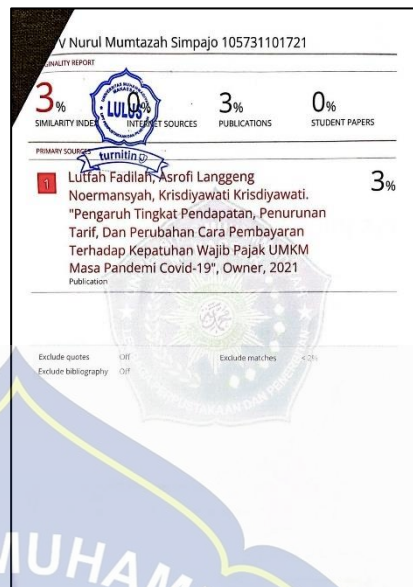 V Nurul Mumtazah Simpajo 105731101721
ORIGINALITY REPORT
3%
0%
3%
0%
SIMILARITY INDEX
INTERNET SOURCES
PUBLICATIONS
STUDENT PAPERS
LULUS
turnitin
PRIMARY SOURCES
1
Lutfah Fadilah, Asrofi Langgeng
Noermansyah, Krisdiyawati Krisdiyawati.
"Pengaruh Tingkat Pendapatan, Penurunan
Tarif, Dan Perubahan Cara Pembayaran
Terhadap Kepatuhan Wajib Pajak UMKM
Masa Pandemi Covid-19", Owner, 2021
Publication
3%
Exclude quotes Off
Exclude matches < 2%
Exclude bibliography Off
MUHAM